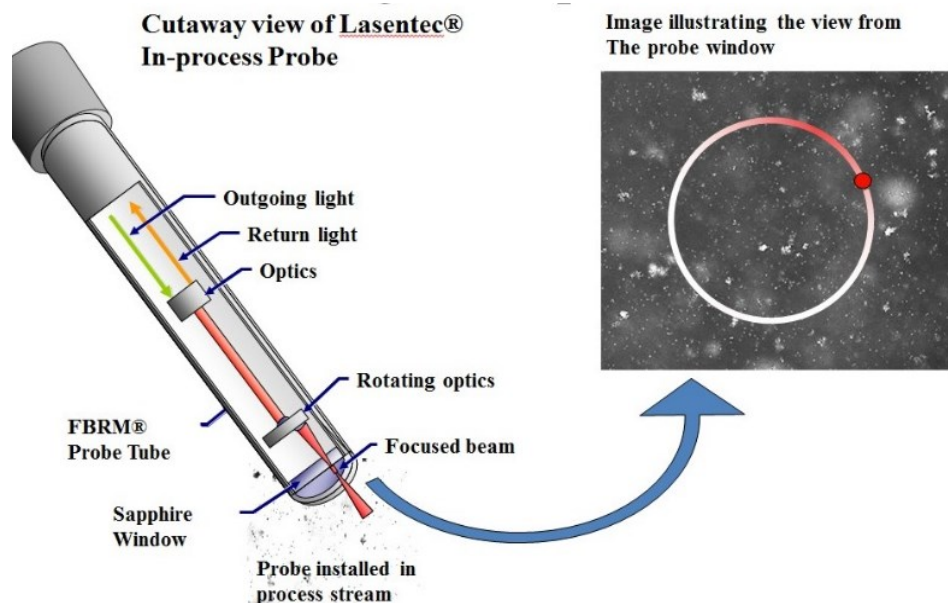 Cutaway view of Lasentec®
In-process Probe
Image illustrating the view from
The probe window
Outgoing light
Return light
Optics
Rotating optics
FBRM®
Probe Tube
Focused beam
Sapphire
Window
Probe installed in
process stream